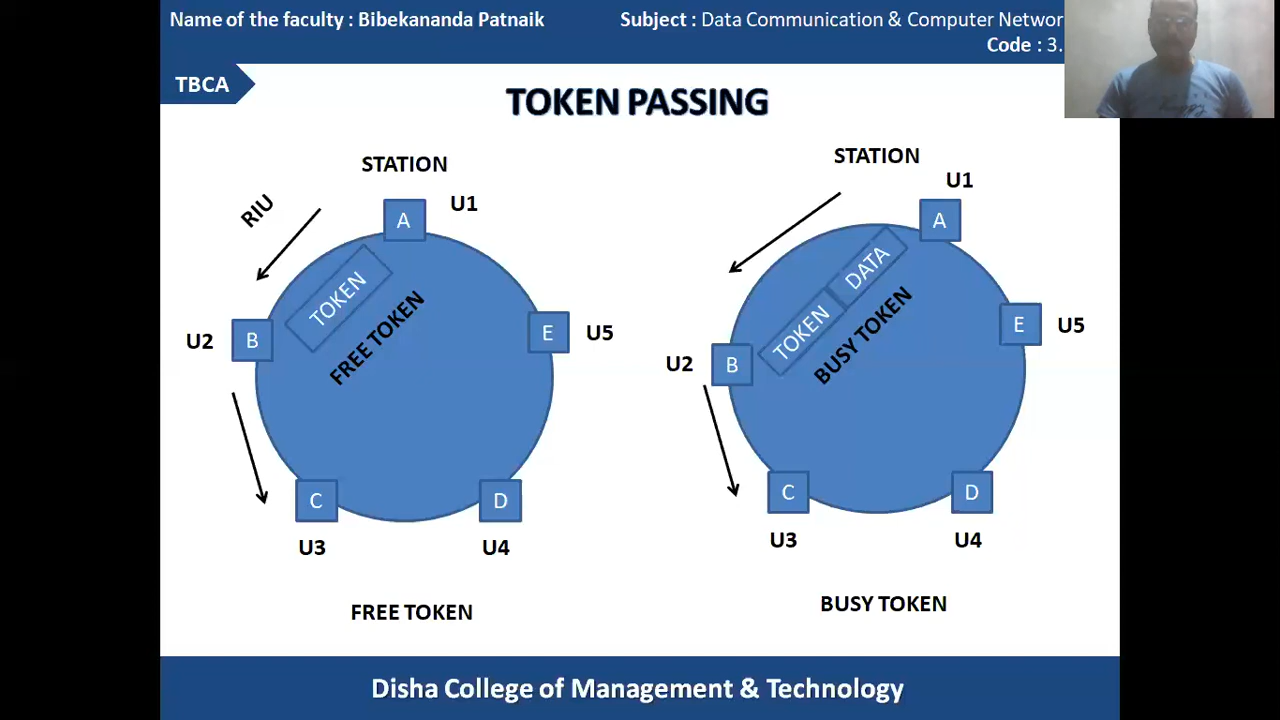 Name of the faculty : Bibekananda Patnaik
Subject : Data Communication & Computer Networ
Code : 3.
TBCA
TOKEN PASSING
STATION
U1
A
RIU
TOKEN
FREE TOKEN
U2
B
E
U5
C
D
U3
U4
FREE TOKEN
STATION
U1
A
DATA
TOKEN
BUSY TOKEN
E
U5
U2
B
C
D
U3
U4
BUSY TOKEN
Disha College of Management & Technology